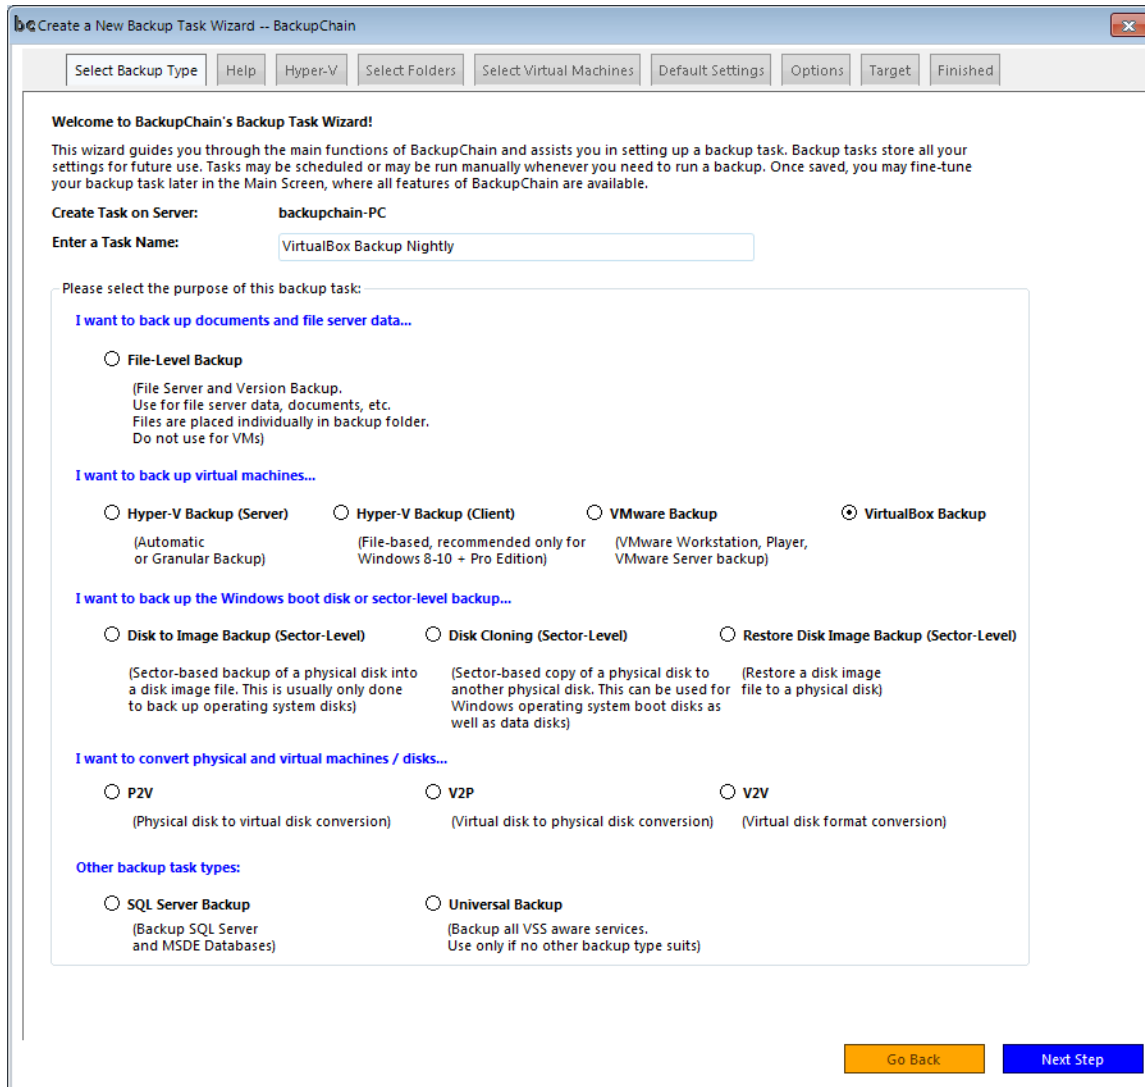 bc Create a New Backup Task Wizard -- BackupChain
Select Backup Type Help Hyper-V Select Folders Select Virtual Machines Default Settings Options Target Finished
Welcome to BackupChain's Backup Task Wizard!
This wizard guides you through the main functions of BackupChain and assists you in setting up a backup task. Backup tasks store all your
settings for future use. Tasks may be scheduled or may be run manually whenever you need to run a backup. Once saved, you may fine-tune
your backup task later in the Main Screen, where all features of BackupChain are available.
Create Task on Server: backupchain-PC
Enter a Task Name: VirtualBox Backup Nightly
Please select the purpose of this backup task:
I want to back up documents and file server data...
File-Level Backup
(File Server and Version Backup.
Use for file server data, documents, etc.
Files are placed individually in backup folder.
Do not use for VMs)
I want to back up virtual machines...
Hyper-V Backup (Server) Hyper-V Backup (Client) VMware Backup VirtualBox Backup
(Automatic (File-based, recommended only for (VMware Workstation, Player,
or Granular Backup) Windows 8-10 + Pro Edition) VMware Server backup)
I want to back up the Windows boot disk or sector-level backup...
Disk to Image Backup (Sector-Level) Disk Cloning (Sector-Level) Restore Disk Image Backup (Sector-Level)
(Sector-based backup of a physical disk into (Sector-based copy of a physical disk to (Restore a disk image
a disk image file. This is usually only done another physical disk. This can be used for file to a physical disk)
to back up operating system disks) Windows operating system boot disks as
well as data disks)
I want to convert physical and virtual machines / disks...
P2V V2P V2V
(Physical disk to virtual disk conversion) (Virtual disk to physical disk conversion) (Virtual disk format conversion)
Other backup task types:
SQL Server Backup Universal Backup
(Backup SQL Server (Backup all VSS aware services.
and MSDE Databases) Use only if no other backup type suits)
Go Back Next Step